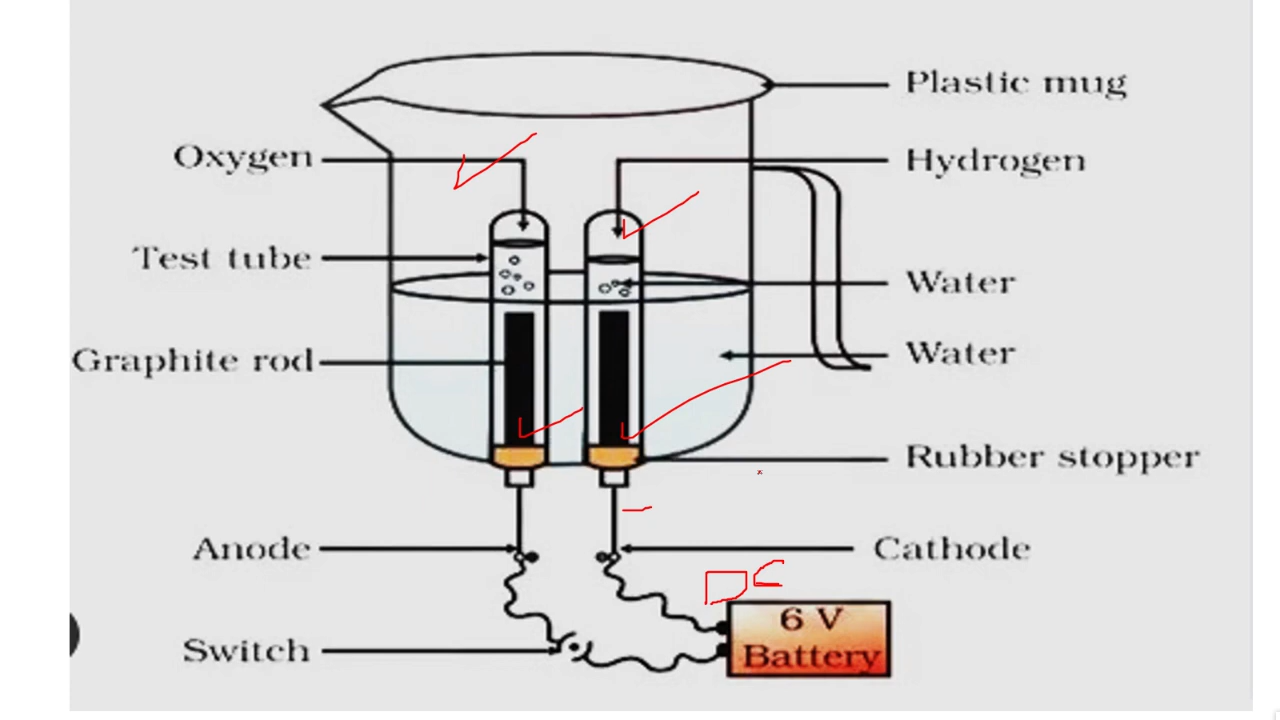 Plastic mug
Oxygen
Hydrogen
Test tube
Water
Graphite rod
Water
Rubber stopper
Anode
Cathode
DC
6 V
Battery
Switch